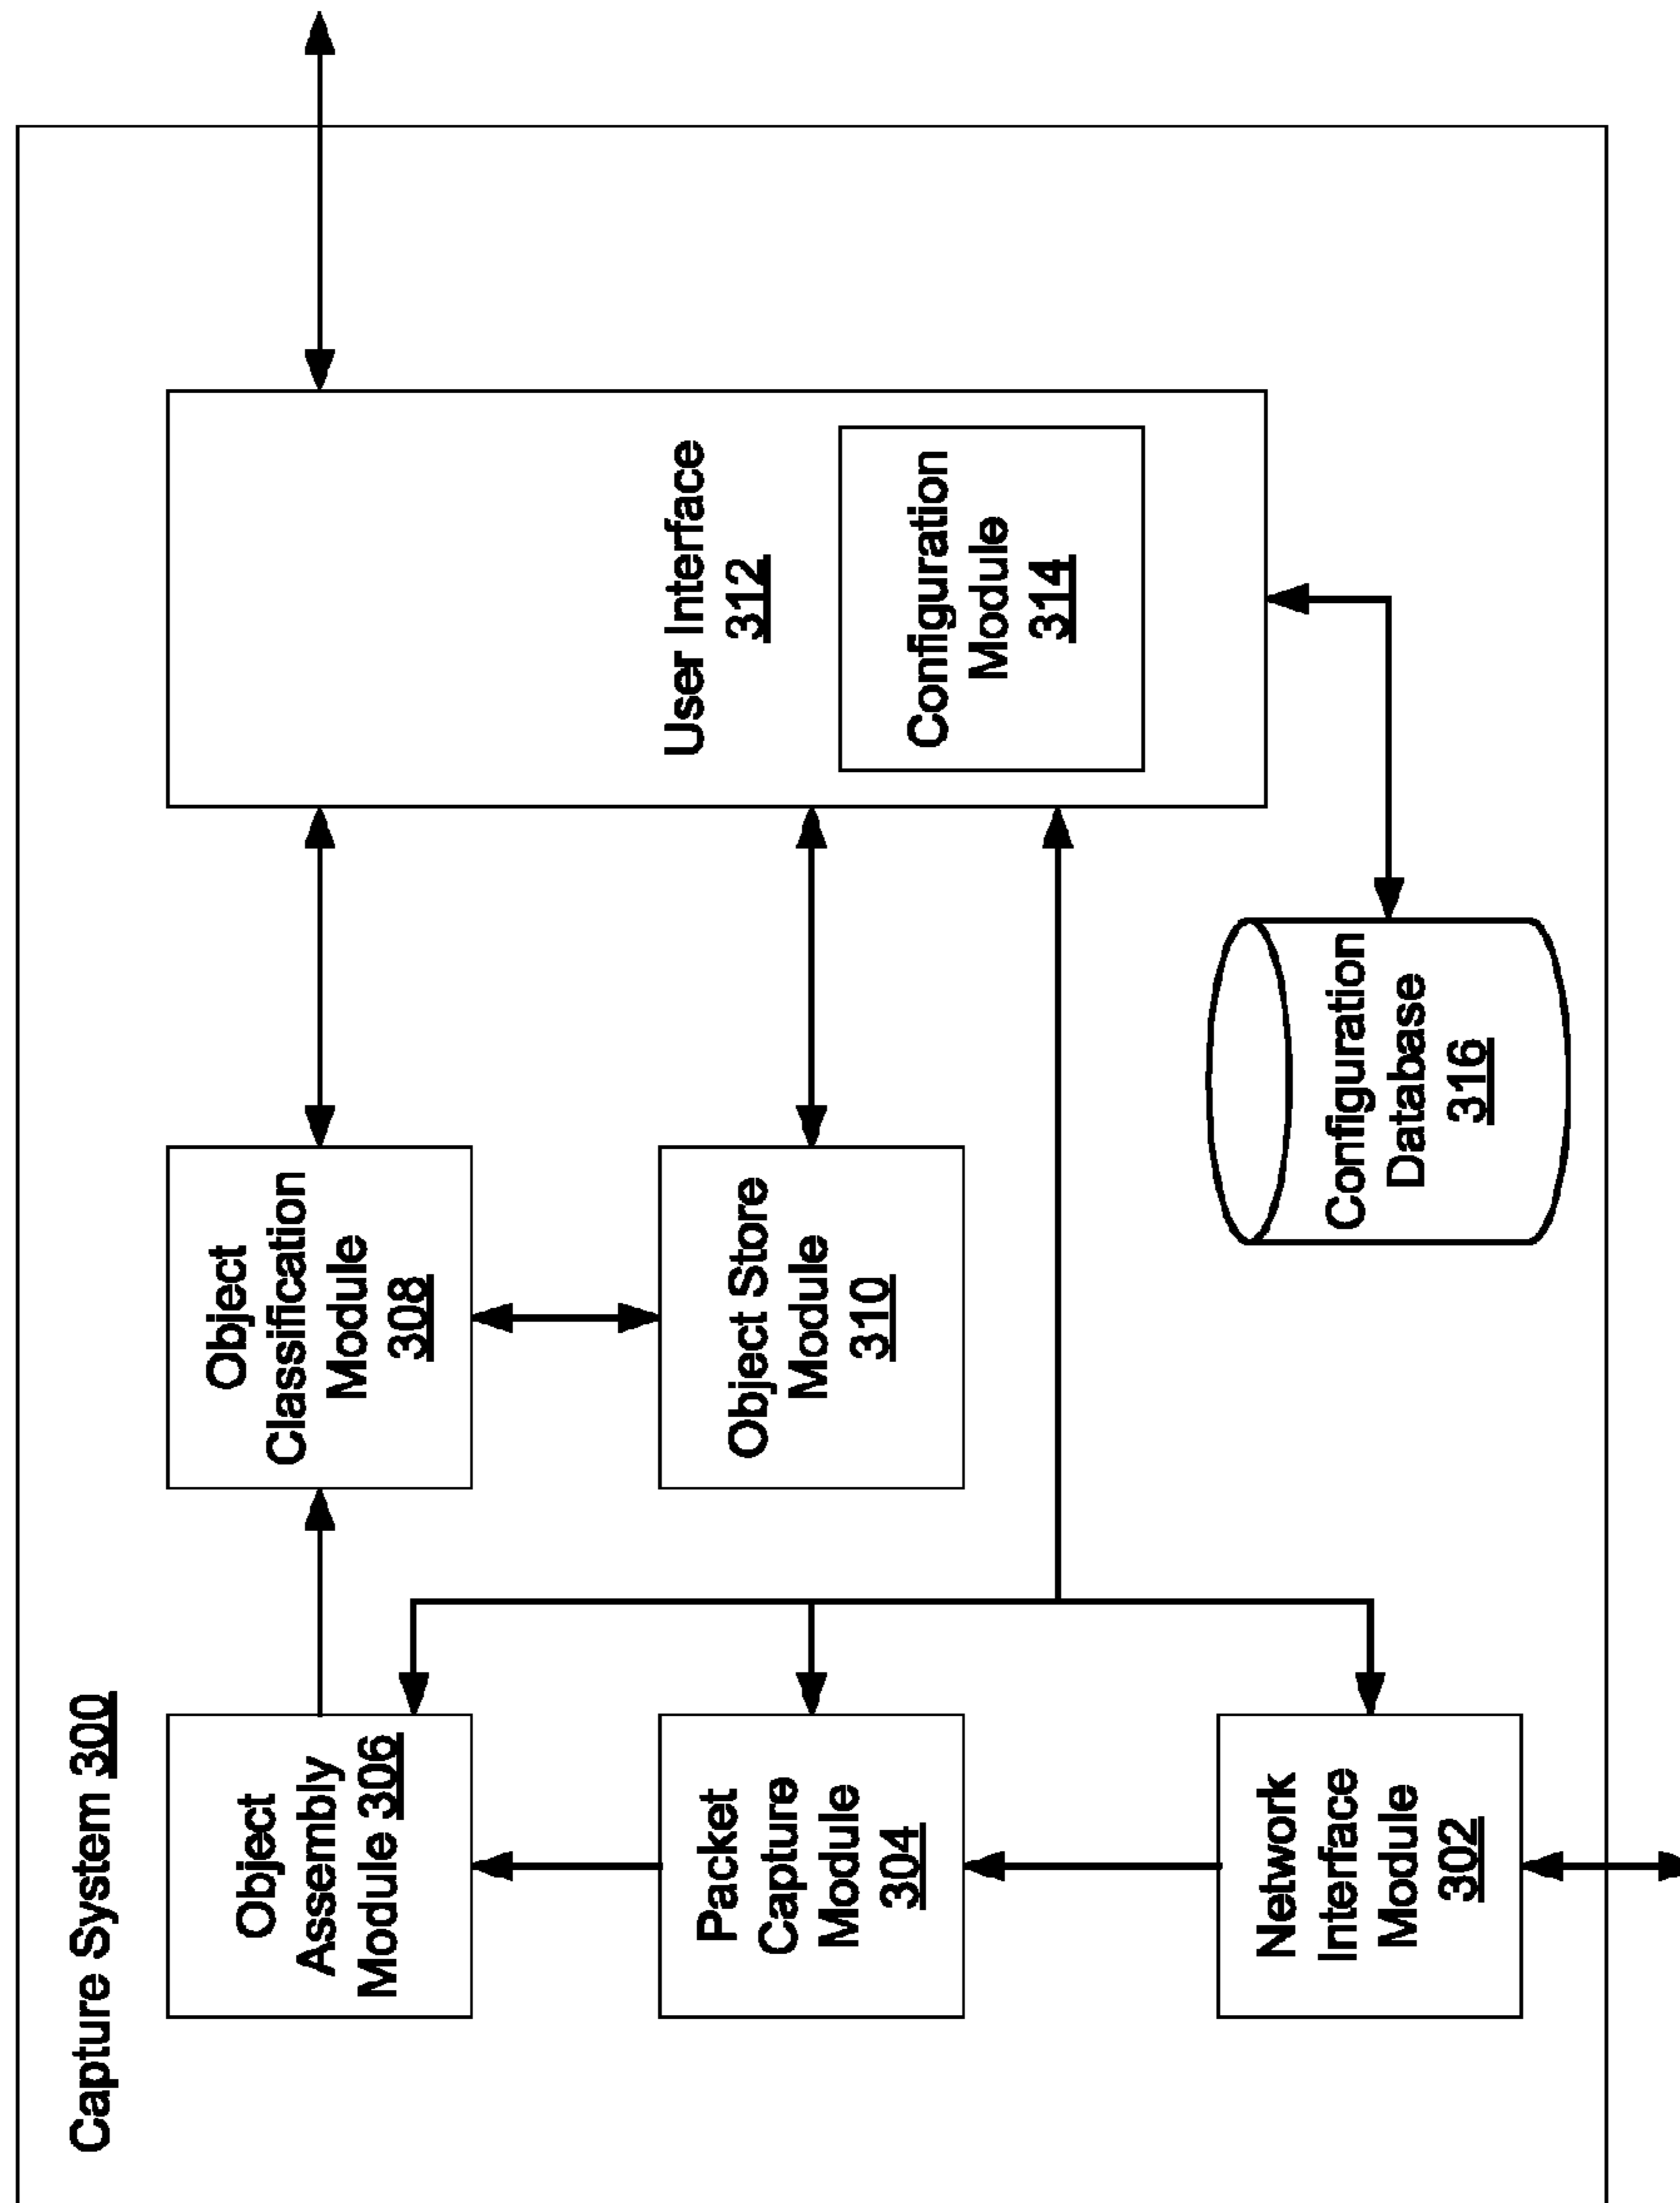 Capture System 300
Object
Assembly
Module 306
Object
Classification
Module
308
User Interface
312
Packet
Capture
Module
304
Object Store
Module
310
Configuration
Module
314
Network
Interface
Module
302
Configuration
Database
316